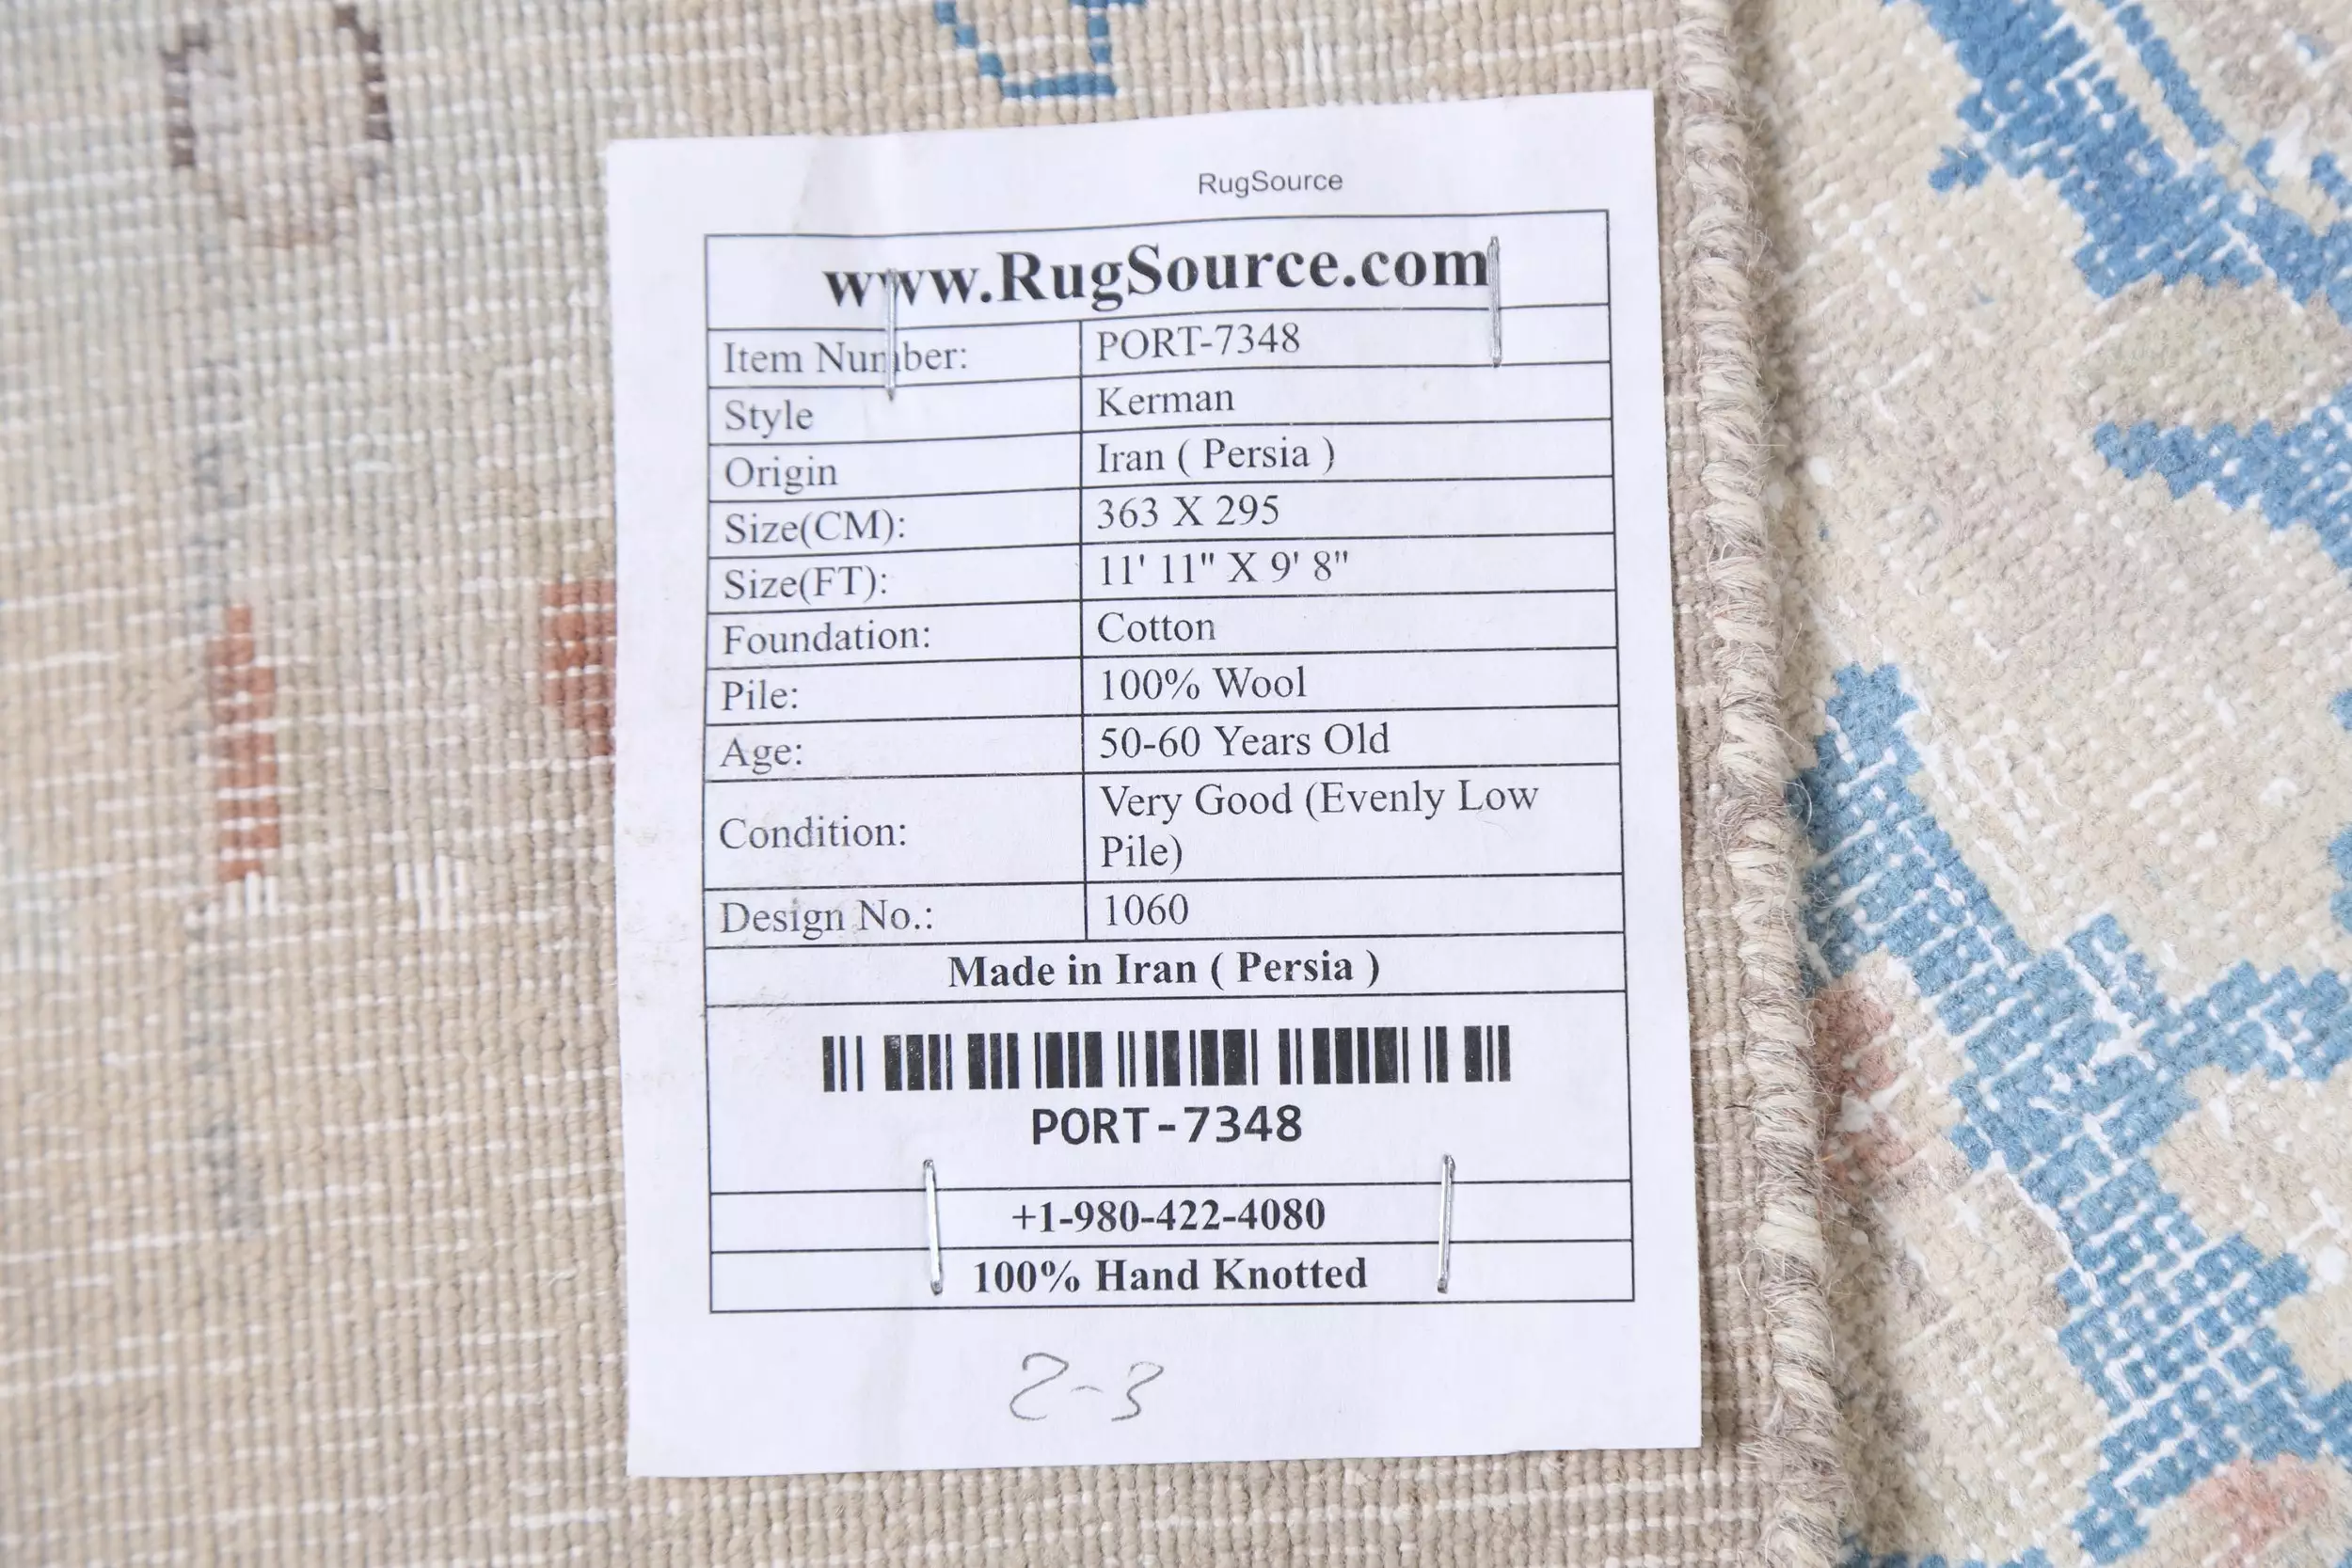 RugSource
www.RugSource.com
Item Number: PORT-7348
Style Kerman
Origin Iran ( Persia )
Size(CM): 363 X 295
Size(FT): 11' 11" X 9' 8"
Foundation: Cotton
Pile: 100% Wool
Age: 50-60 Years Old
Condition: Very Good (Evenly Low
Pile)
Design No.: 1060
Made in Iran ( Persia )
PORT-7348
+1-980-422-4080
100% Hand Knotted
2-3